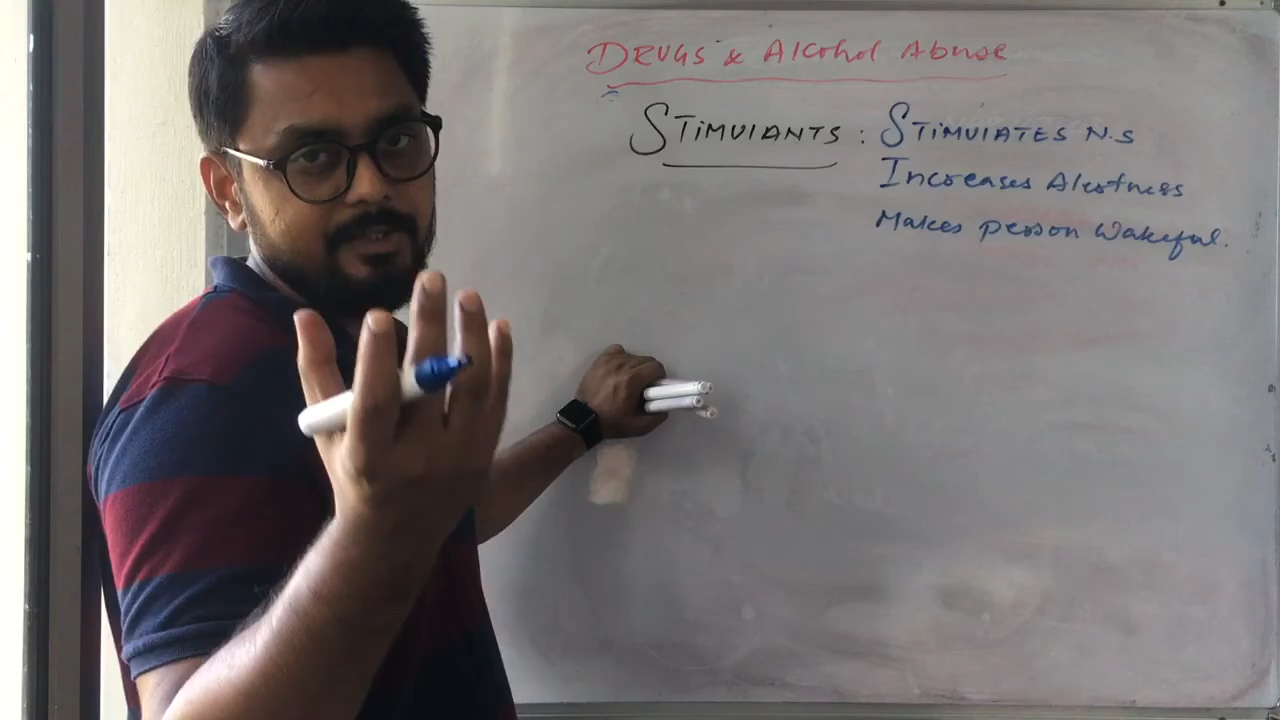 DRUGS & Alcohol Abuse
STIMULANTS : STIMULATES N.S
Increases Alertness
Makes person Wakeful.